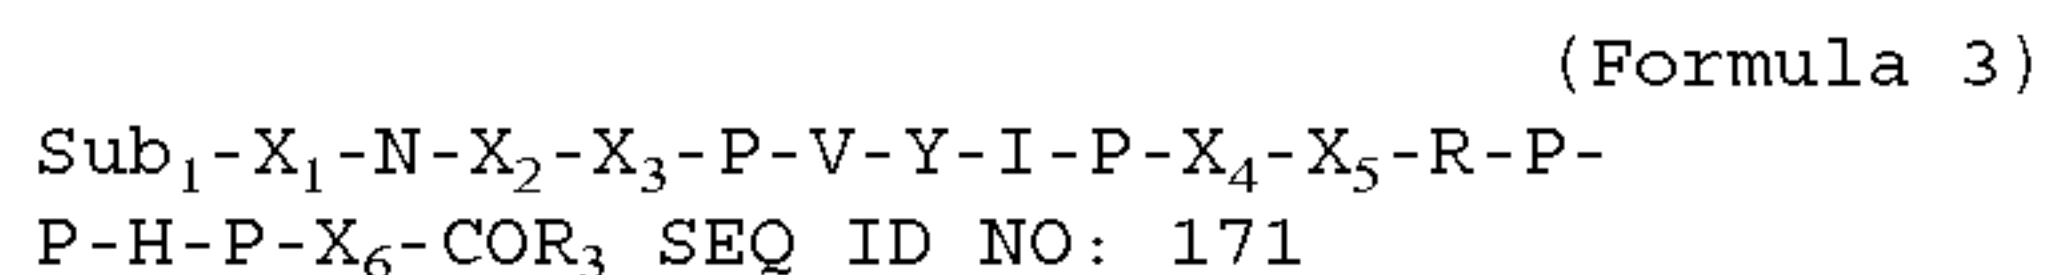 (Formula 3)
Sub₁-X₁-N-X₂-X₃-P-V-Y-I-P-X₄-X₅-R-P-
P-H-P-X₆-COR₃ SEQ ID NO: 171